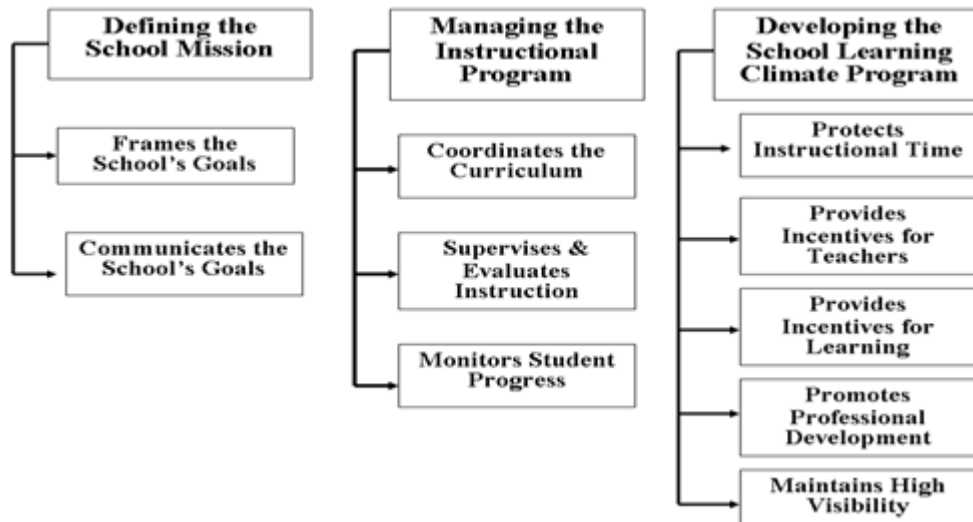 Defining the
School Mission
Frames the
School's Goals
Communicates the
School's Goals
Managing the
Instructional
Program
Coordinates the
Curriculum
Supervises &
Evaluates
Instruction
Monitors Student
Progress
Developing the
School Learning
Climate Program
Protects
Instructional Time
Provides
Incentives for
Teachers
Provides
Incentives for
Learning
Promotes
Professional
Development
Maintains High
Visibility